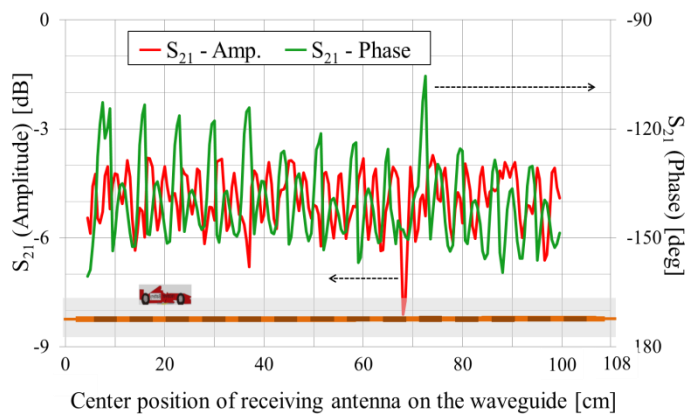 S21 - Amp. S21 - Phase
0
-3
-6
-9
S21 (Amplitude) [dB]
-90
-120
-150
180
S21 (Phase) [deg]
0 20 40 60 80 100 108
Center position of receiving antenna on the waveguide [cm]